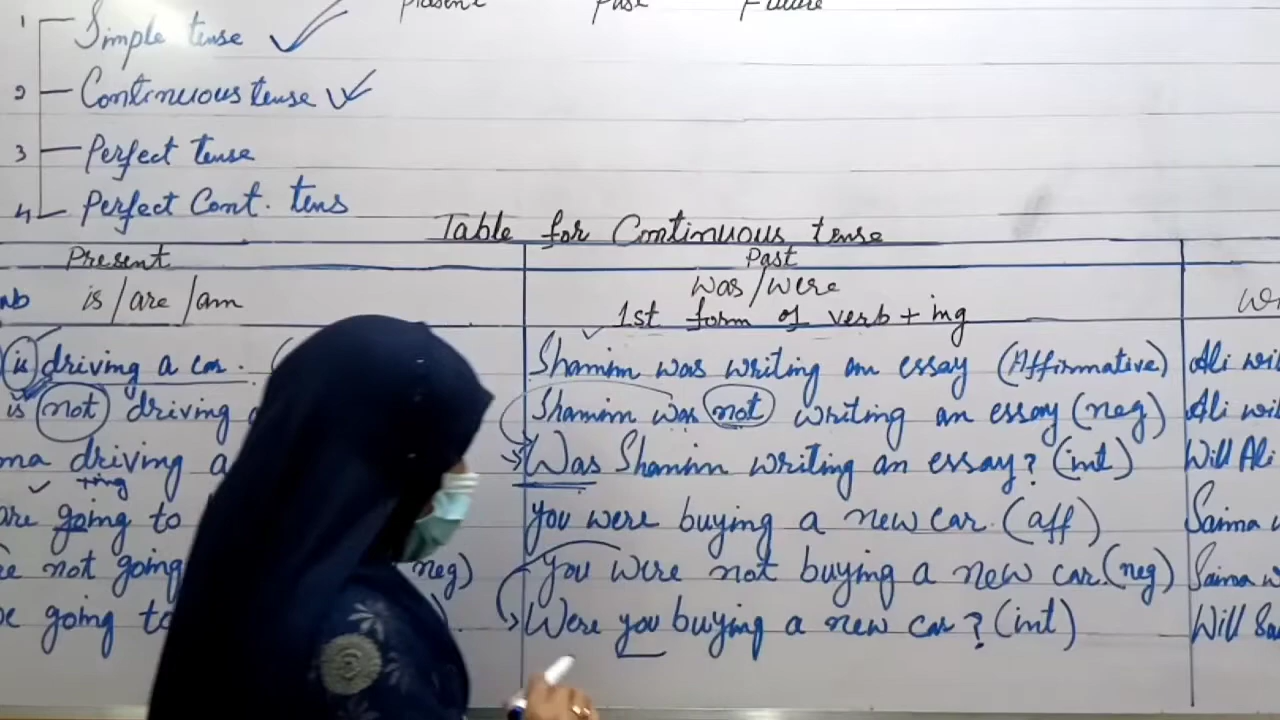 Present Past Future
1 Simple tense
2 Continuous tense
3 Perfect tense
4 Perfect Cont. tens
Table for Continuous tense
Present Past
is/are/am was/were
1st form of verb + ing
is driving a car. Shamim was writing an essay (Affirmative) Ali
is not driving Shamim was not writing an essay (neg) Ali
driving a Was Shamim writing an essay? (int) Will Ali
+ing
are going to You were buying a new car. (aff) Saima
not going neg) You were not buying a new car. (neg) Saima
going to Were you buying a new car? (int) Will